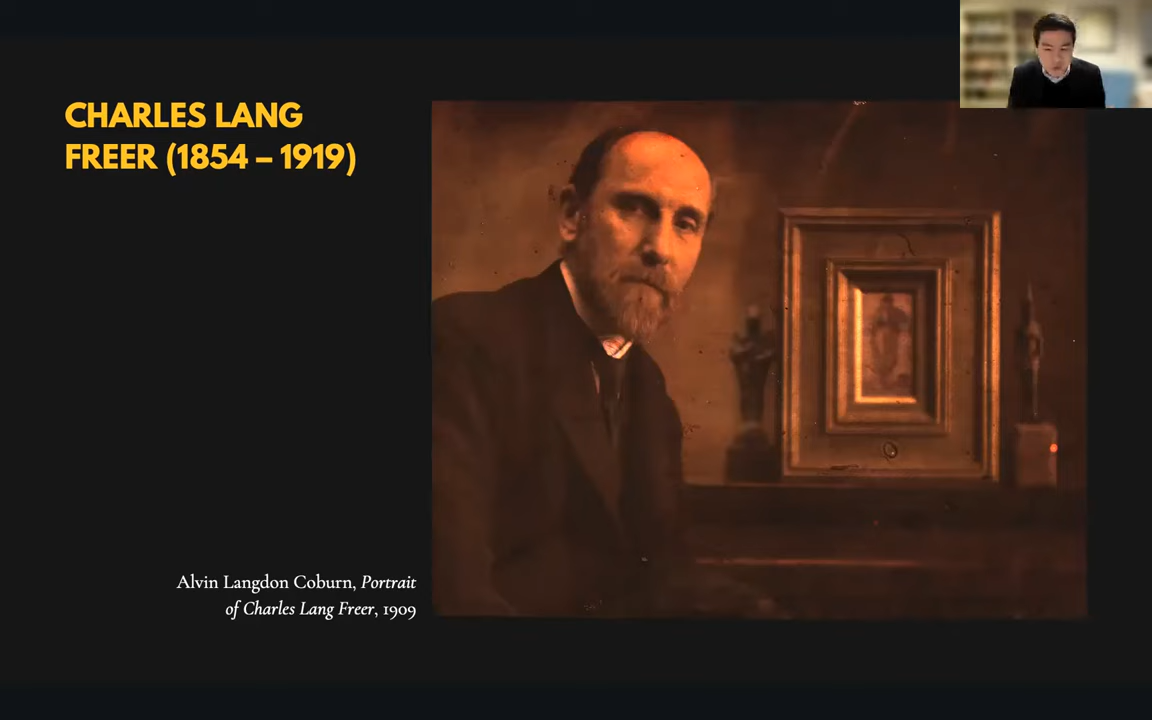 CHARLES LANG
FREER (1854 – 1919)
Alvin Langdon Coburn, Portrait
of Charles Lang Freer, 1909